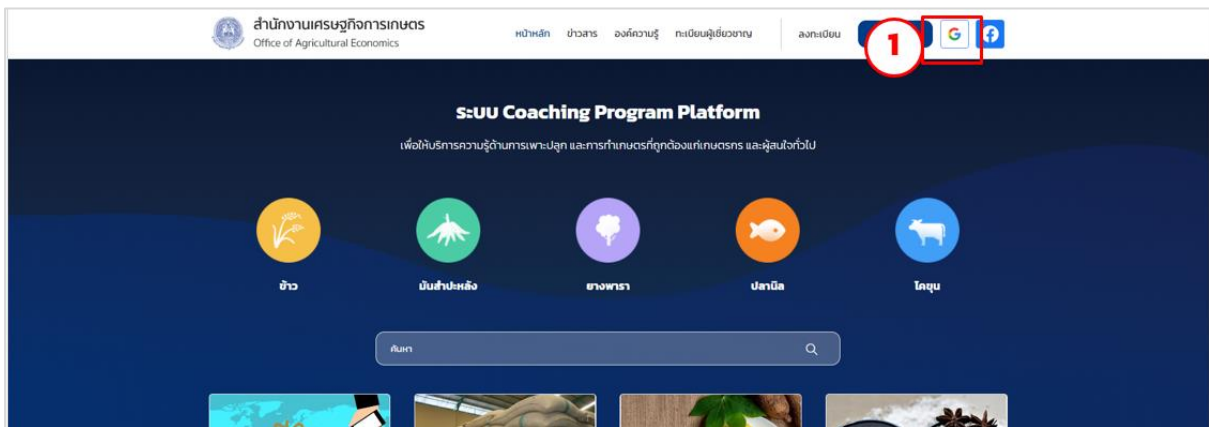 สำนักงานเศรษฐกิจการเกษตร
Office of Agricultural Economics
หน้าหลัก ข่าวสาร องค์ความรู้ ทะเบียนผู้เชี่ยวชาญ ลงทะเบียน
1
ระบบ Coaching Program Platform
เพื่อให้บริการความรู้ด้านการเพาะปลูก และการทำเกษตรที่ถูกต้องแก่เกษตรกร และผู้สนใจทั่วไป
ข้าว มันสำปะหลัง ยางพารา ปลานิล โคขุน
ค้นหา